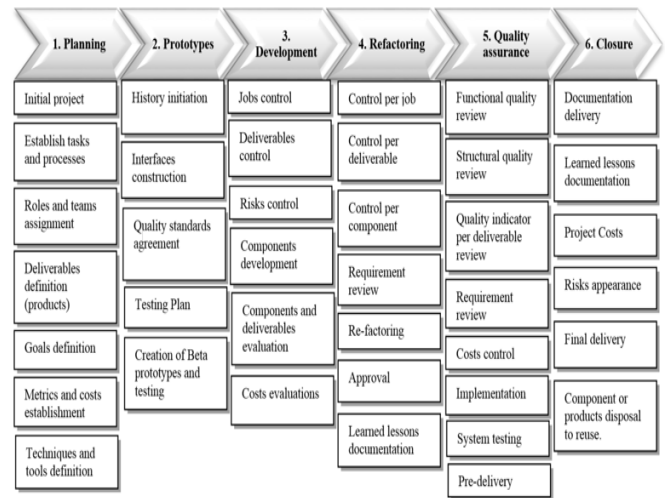 1. Planning
2. Prototypes
3.
Development
4. Refactoring
5. Quality
assurance
6. Closure
Initial project
Establish tasks
and processes
Roles and teams
assignment
Deliverables
definition
(products)
Goals definition
Metrics and costs
establishment
Techniques and
tools definition
History initiation
Interfaces
construction
Quality standards
agreement
Testing Plan
Creation of Beta
prototypes and
testing
Jobs control
Deliverables
control
Risks control
Components
development
Components and
deliverables
evaluation
Costs evaluations
Control per job
Control per
deliverable
Control per
component
Requirement
review
Re-factoring
Approval
Learned lessons
documentation
Functional quality
review
Structural quality
review
Quality indicator
per deliverable
review
Requirement
review
Costs control
Implementation
System testing
Pre-delivery
Documentation
delivery
Learned lessons
documentation
Project Costs
Risks appearance
Final delivery
Component or
products disposal
to reuse.